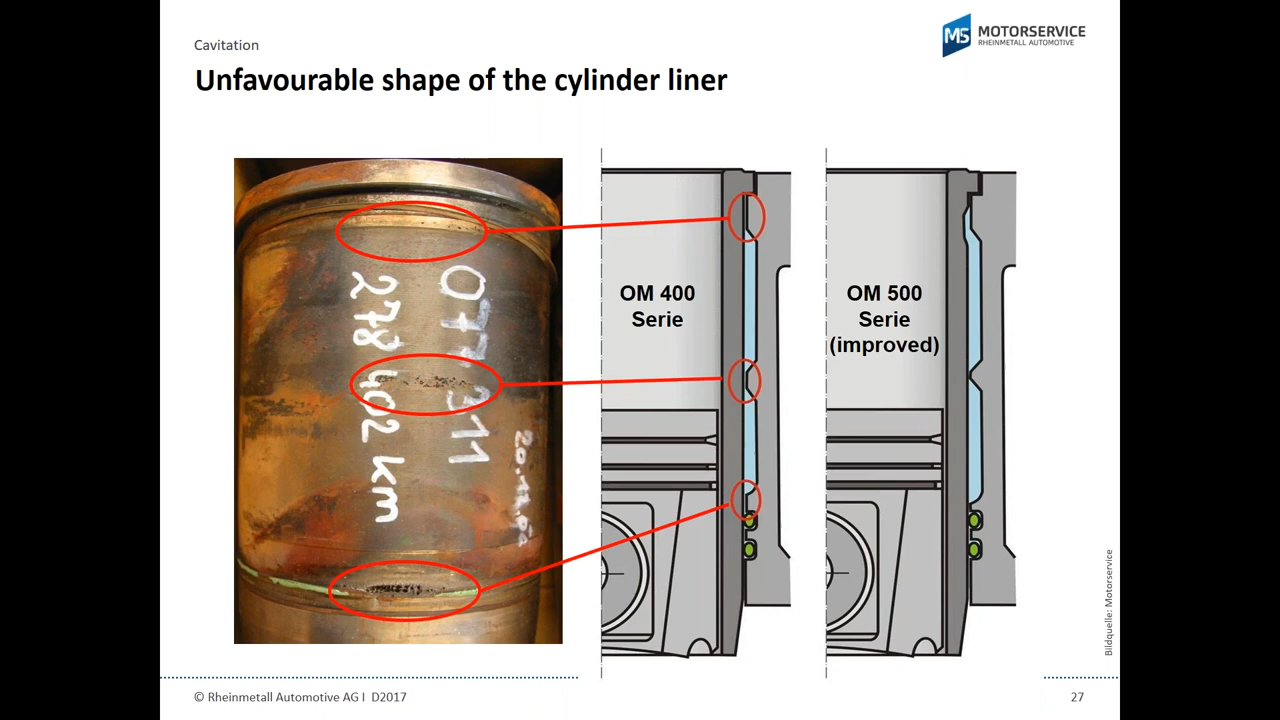 Cavitation
Unfavourable shape of the cylinder liner
MS
MOTORSERVICE
RHEINMETALL AUTOMOTIVE
278 402 km
OM 400
Serie
OM 500
Serie
(improved)
Bildquelle: Motorservice
© Rheinmetall Automotive AG I D2017
27